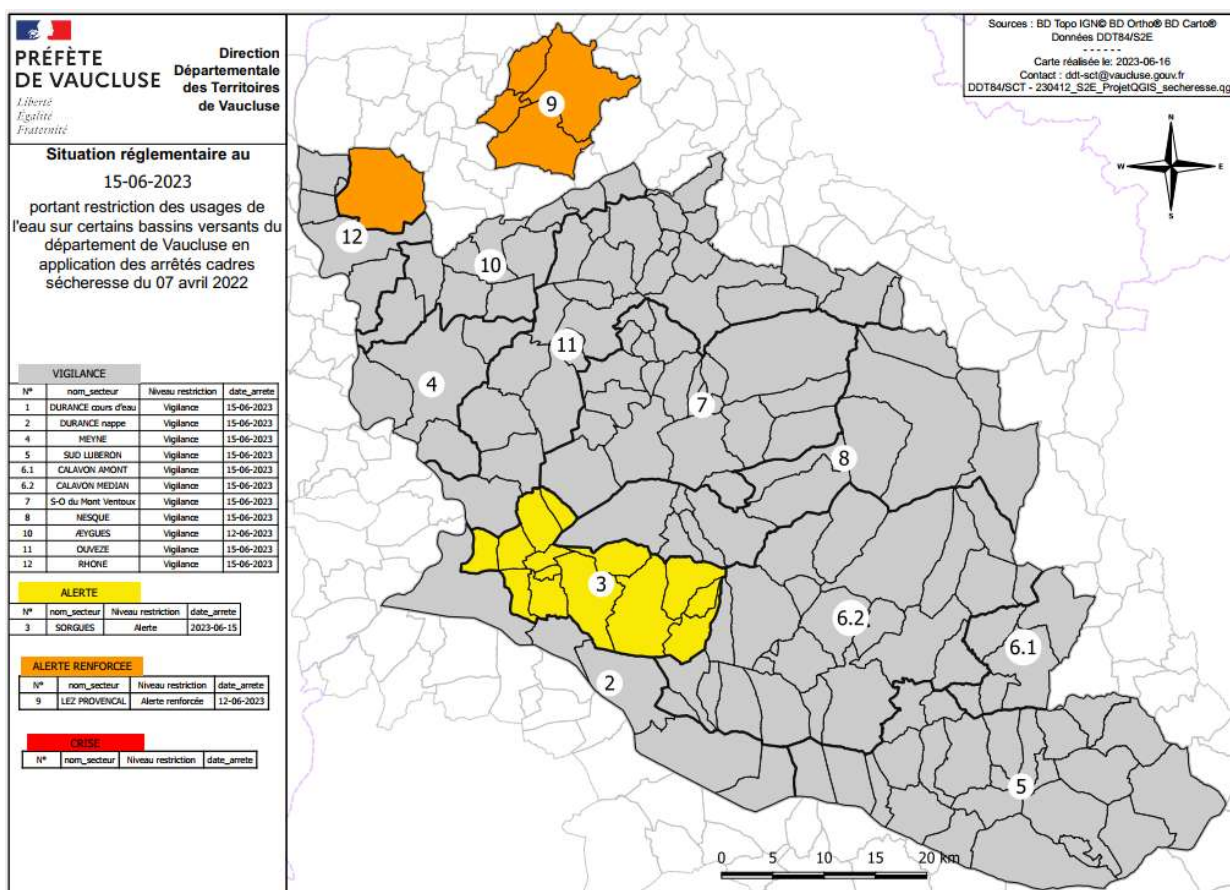 PRÉFÈTE
DE VAUCLUSE
Liberté
Égalité
Fraternité
Direction
Départementale
des Territoires
de Vaucluse
Situation réglementaire au
15-06-2023
portant restriction des usages de
l'eau sur certains bassins versants du
département de Vaucluse en
application des arrêtés cadres
sécheresse du 07 avril 2022
VIGILANCE
N° nom_secteur Niveau restriction date_arrete
1 DURANCE cours d'eau Vigilance 15-06-2023
2 DURANCE nappe Vigilance 15-06-2023
4 MEYNE Vigilance 15-06-2023
5 SUD LUBERON Vigilance 15-06-2023
6.1 CALAVON AMONT Vigilance 15-06-2023
6.2 CALAVON MEDIAN Vigilance 15-06-2023
7 S-O du Mont Ventoux Vigilance 15-06-2023
8 NESQUE Vigilance 15-06-2023
10 ÆYGUES Vigilance 12-06-2023
11 OUVEZE Vigilance 15-06-2023
12 RHONE Vigilance 15-06-2023
ALERTE
N° nom_secteur Niveau restriction date_arrete
3 SORGUES Alerte 2023-06-15
ALERTE RENFORCEE
N° nom_secteur Niveau restriction date_arrete
9 LEZ PROVENCAL Alerte renforcée 12-06-2023
CRISE
N° nom_secteur Niveau restriction date_arrete
Sources : BD Topo IGN© BD Ortho® BD Carto®
Données DDT84/S2E
- - - - - -
Carte réalisée le: 2023-06-16
Contact : ddt-sct@vaucluse.gouv.fr
DDT84/SCT - 230412_S2E_ProjetQGIS_secheresse.qg
N
W
E
S
9
12
10
11
4
7
8
3
6.2
6.1
2
5
0 5 10 15 20 km